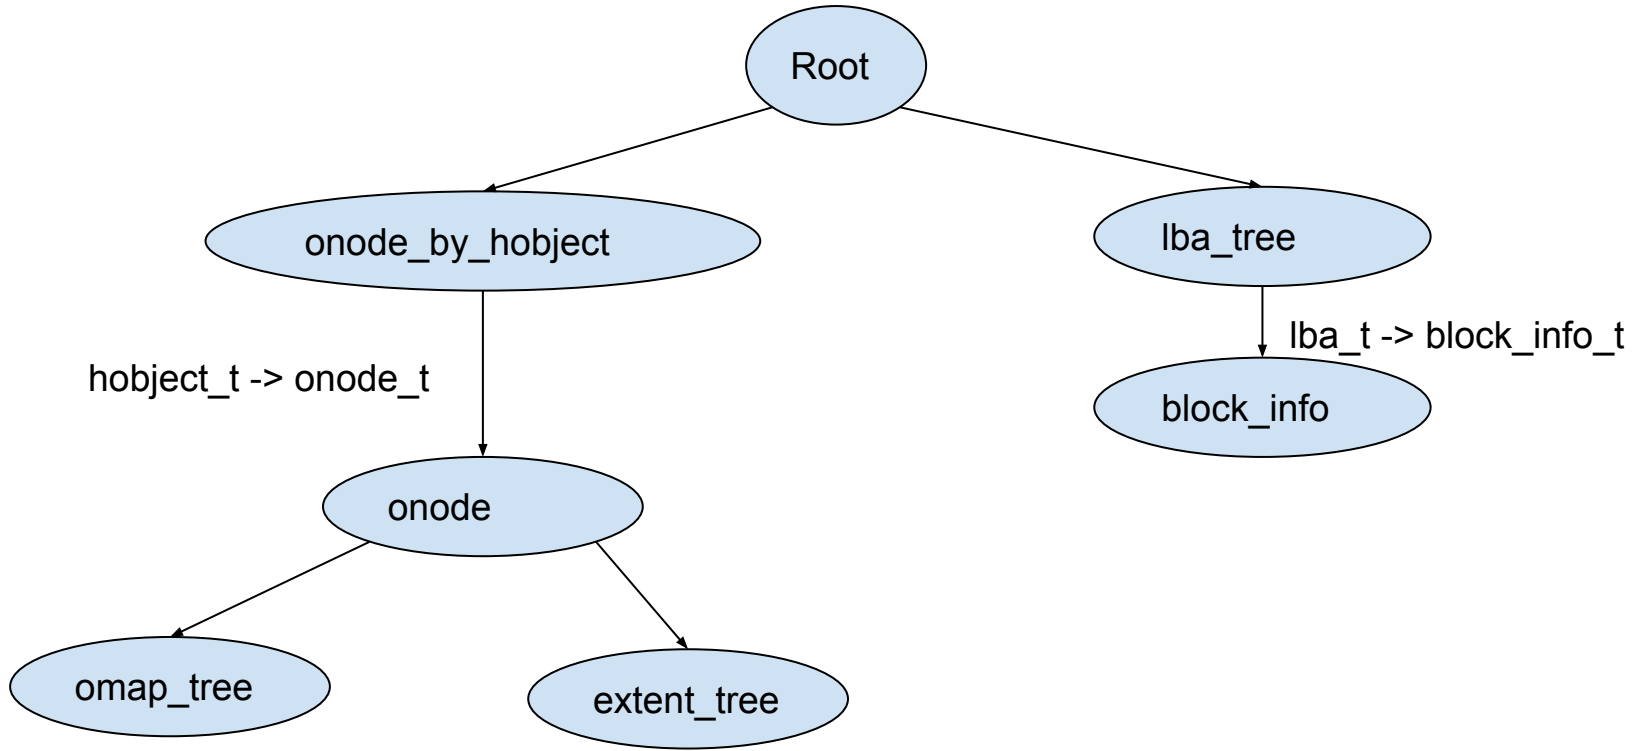 Root
onode_by_hobject
lba_tree
lba_t -> block_info_t
hobject_t -> onode_t
block_info
onode
omap_tree
extent_tree